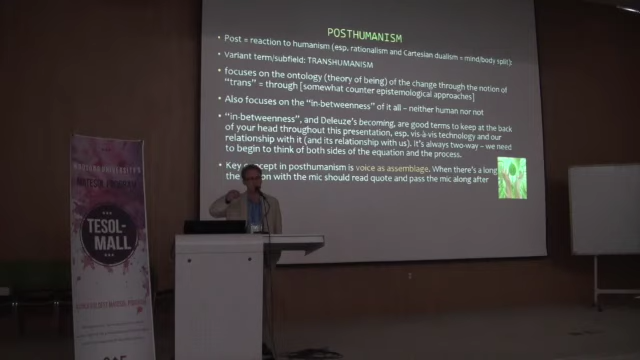 POSTHUMANISM
• Post = reaction to humanism (esp. rationalism and Cartesian dualism = mind/body split):
• Variant term/subfield: TRANSHUMANISM
• focuses on the ontology (theory of being) of the change through the notion of
"trans" = through [somewhat counter epistemological approaches]
• Also focuses on the "in-betweenness" of it all – neither human nor not
• "in-betweenness", and Deleuze's becoming, are good terms to keep at the back
of your head throughout this presentation, esp. vis-à-vis technology and our
relationship with it (and its relationship with us). It's always two-way – we need
to begin to think of both sides of the equation and the process.
• Key concept in posthumanism is voice as assemblage. When there's a long
the with the mic should read quote and pass the mic along after
TESOL-
MALL